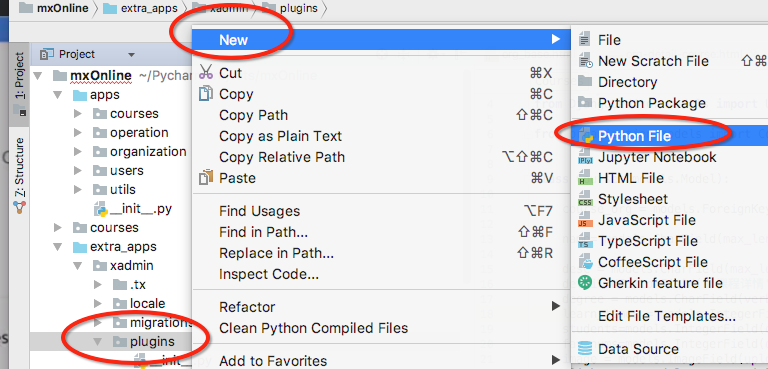 mxOnline extra_apps xadmin plugins
Project
mxOnline ~/Pychar
apps
courses
operation
organization
users
utils
__init__.py
courses
extra_apps
xadmin
.tx
locale
migrations
plugins
__init__
1: Project
7: Structure
New
Cut ⌘X
Copy ⌘C
Copy Path ⇧⌘C
Copy as Plain Text
Copy Relative Path ⌥⇧⌘C
Paste ⌘V
Find Usages ⌥F7
Find in Path... ⇧⌘F
Replace in Path... ⇧⌘R
Inspect Code...
Refactor
Clean Python Compiled Files
Add to Favorites
File
New Scratch File ⇧⌘
Directory
Python Package
Python File
Jupyter Notebook
HTML File
Stylesheet
JavaScript File
TypeScript File
CoffeeScript File
Gherkin feature file
Edit File Templates...
Data Source